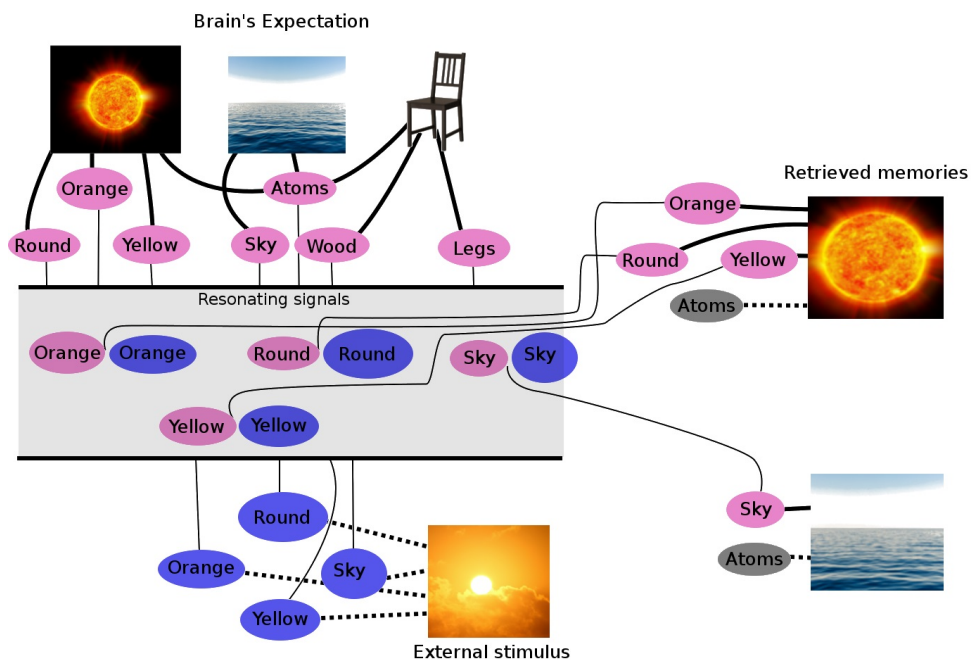 Brain's Expectation
Orange
Atoms
Round
Yellow
Sky
Wood
Legs
Retrieved memories
Orange
Round
Yellow
Atoms
Resonating signals
Orange
Orange
Round
Round
Sky
Sky
Yellow
Yellow
Sky
Atoms
Round
Orange
Sky
Yellow
External stimulus